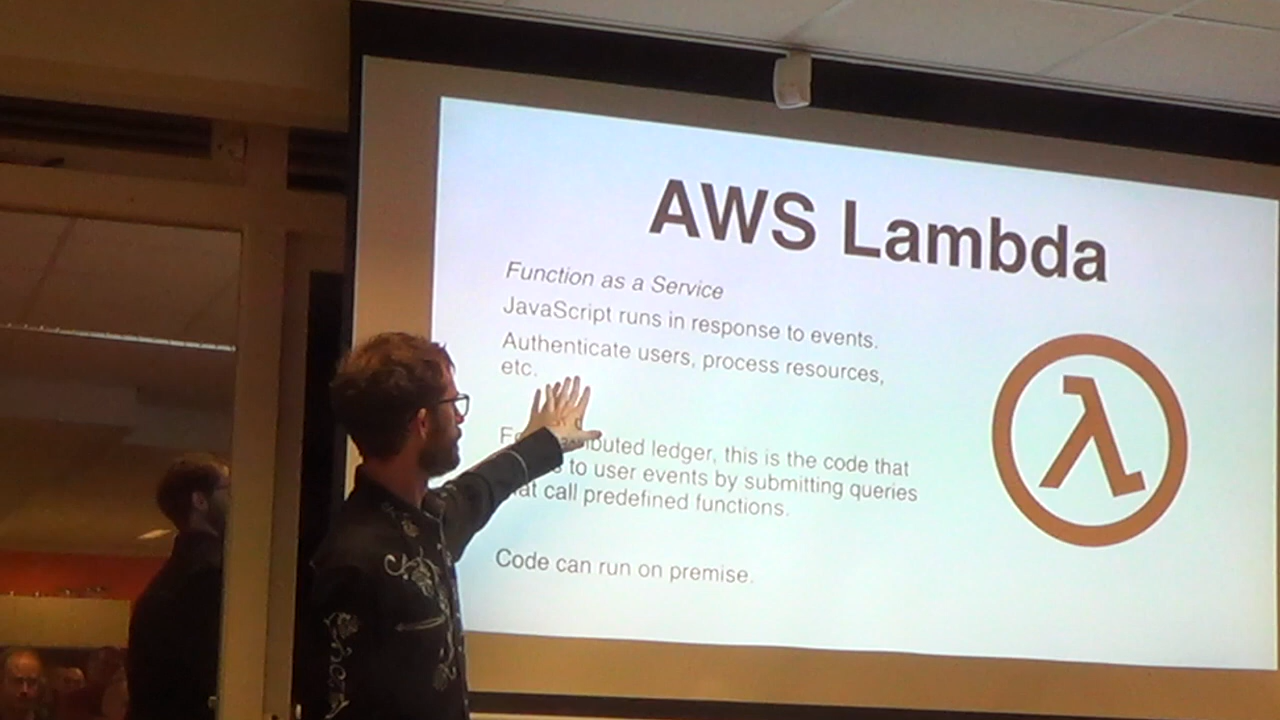 AWS Lambda
Function as a Service
JavaScript runs in response to events.
Authenticate users, process resources,
etc.
ledger, this is the code that
to user events by submitting queries
call predefined functions.
Code can run on premise.
λ